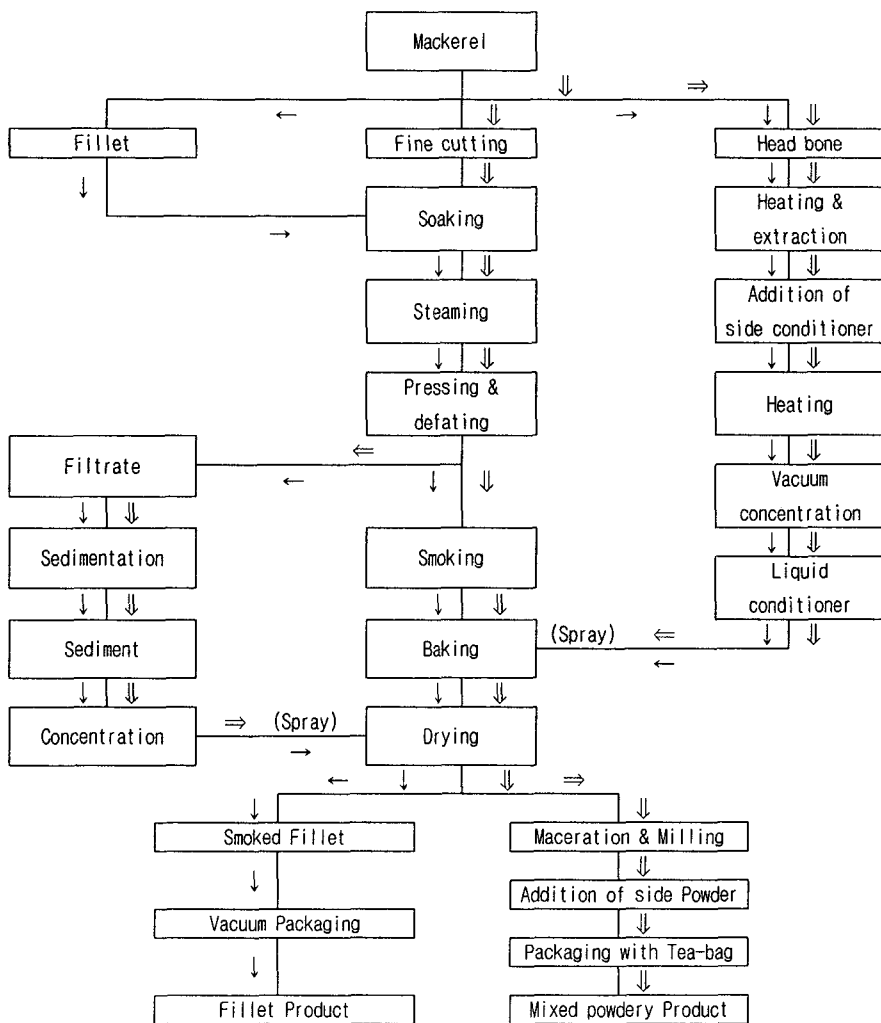 Mackerel
Fillet
Fine cutting
Head bone
Soaking
Heating &
extraction
Steaming
Addition of
side conditioner
Pressing &
defating
Heating
Filtrate
Vacuum
concentration
Sedimentation
Smoking
Liquid
conditioner
Sediment
Baking
(Spray)
Concentration
(Spray)
Drying
Smoked Fillet
Maceration & Milling
Addition of side Powder
Vacuum Packaging
Packaging with Tea-bag
Fillet Product
Mixed powdery Product